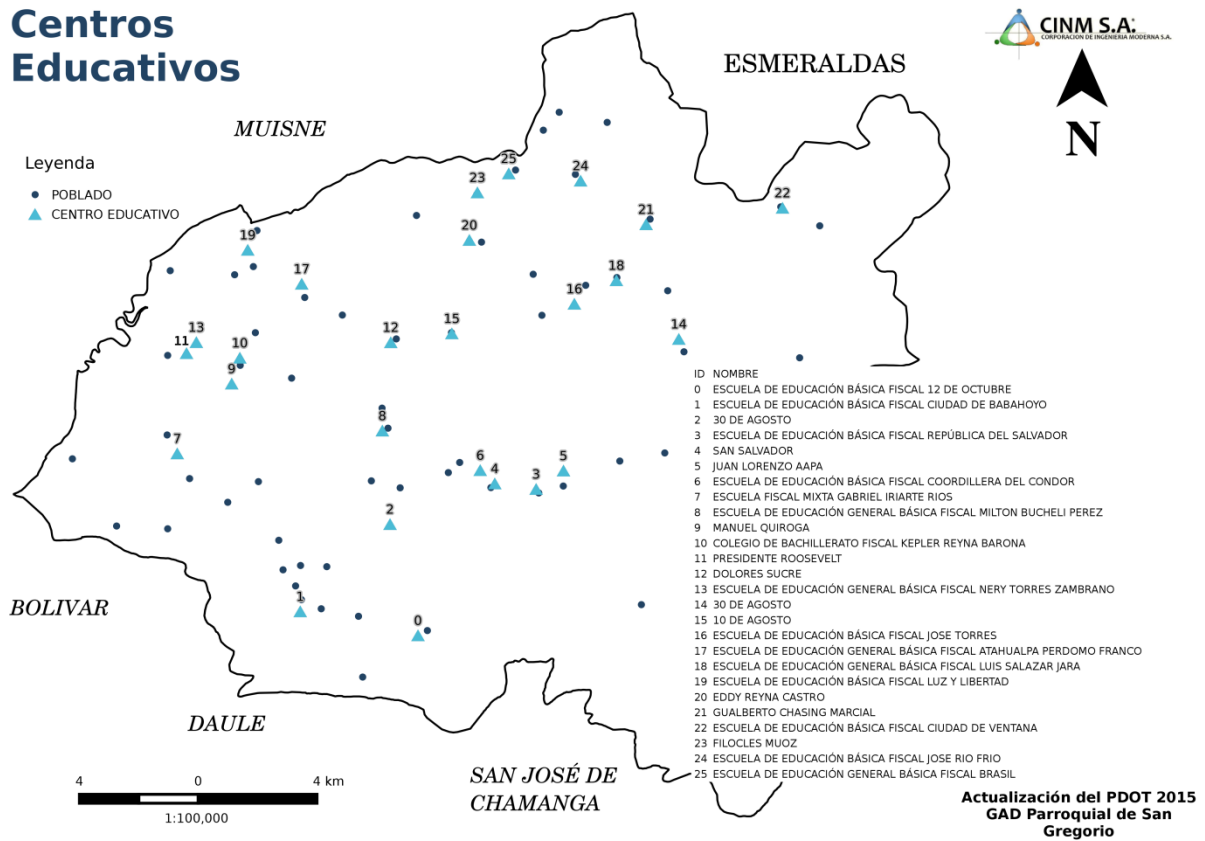 Centros
Educativos
CINM S.A.
CORPORACION DE INGENIERIA MODERNA S.A.
ESMERALDAS
N
MUISNE
Leyenda
POBLADO
CENTRO EDUCATIVO
25
24
23
22
21
20
19
18
17
16
15
14
13
12
11
10
9
8
7
6
5
4
3
2
1
0
ID NOMBRE
0 ESCUELA DE EDUCACIÓN BÁSICA FISCAL 12 DE OCTUBRE
1 ESCUELA DE EDUCACIÓN BÁSICA FISCAL CIUDAD DE BABAHOYO
2 30 DE AGOSTO
3 ESCUELA DE EDUCACIÓN BÁSICA FISCAL REPÚBLICA DEL SALVADOR
4 SAN SALVADOR
5 JUAN LORENZO AAPA
6 ESCUELA DE EDUCACIÓN BÁSICA FISCAL COORDILLERA DEL CONDOR
7 ESCUELA FISCAL MIXTA GABRIEL IRIARTE RIOS
8 ESCUELA DE EDUCACIÓN GENERAL BÁSICA FISCAL MILTON BUCHELI PEREZ
9 MANUEL QUIROGA
10 COLEGIO DE BACHILLERATO FISCAL KEPLER REYNA BARONA
11 PRESIDENTE ROOSEVELT
12 DOLORES SUCRE
13 ESCUELA DE EDUCACIÓN GENERAL BÁSICA FISCAL NERY TORRES ZAMBRANO
14 30 DE AGOSTO
15 10 DE AGOSTO
16 ESCUELA DE EDUCACIÓN BÁSICA FISCAL JOSE TORRES
17 ESCUELA DE EDUCACIÓN GENERAL BÁSICA FISCAL ATAHUALPA PERDOMO FRANCO
18 ESCUELA DE EDUCACIÓN GENERAL BÁSICA FISCAL LUIS SALAZAR JARA
19 ESCUELA DE EDUCACIÓN BÁSICA FISCAL LUZ Y LIBERTAD
20 EDDY REYNA CASTRO
21 GUALBERTO CHASING MARCIAL
22 ESCUELA DE EDUCACIÓN BÁSICA FISCAL CIUDAD DE VENTANA
23 FILOCLES MUOZ
24 ESCUELA DE EDUCACIÓN BÁSICA FISCAL JOSE RIO FRIO
25 ESCUELA DE EDUCACIÓN GENERAL BÁSICA FISCAL BRASIL
BOLIVAR
DAULE
SAN JOSÉ DE
CHAMANGA
4 0 4 km
1:100,000
Actualización del PDOT 2015
GAD Parroquial de San
Gregorio